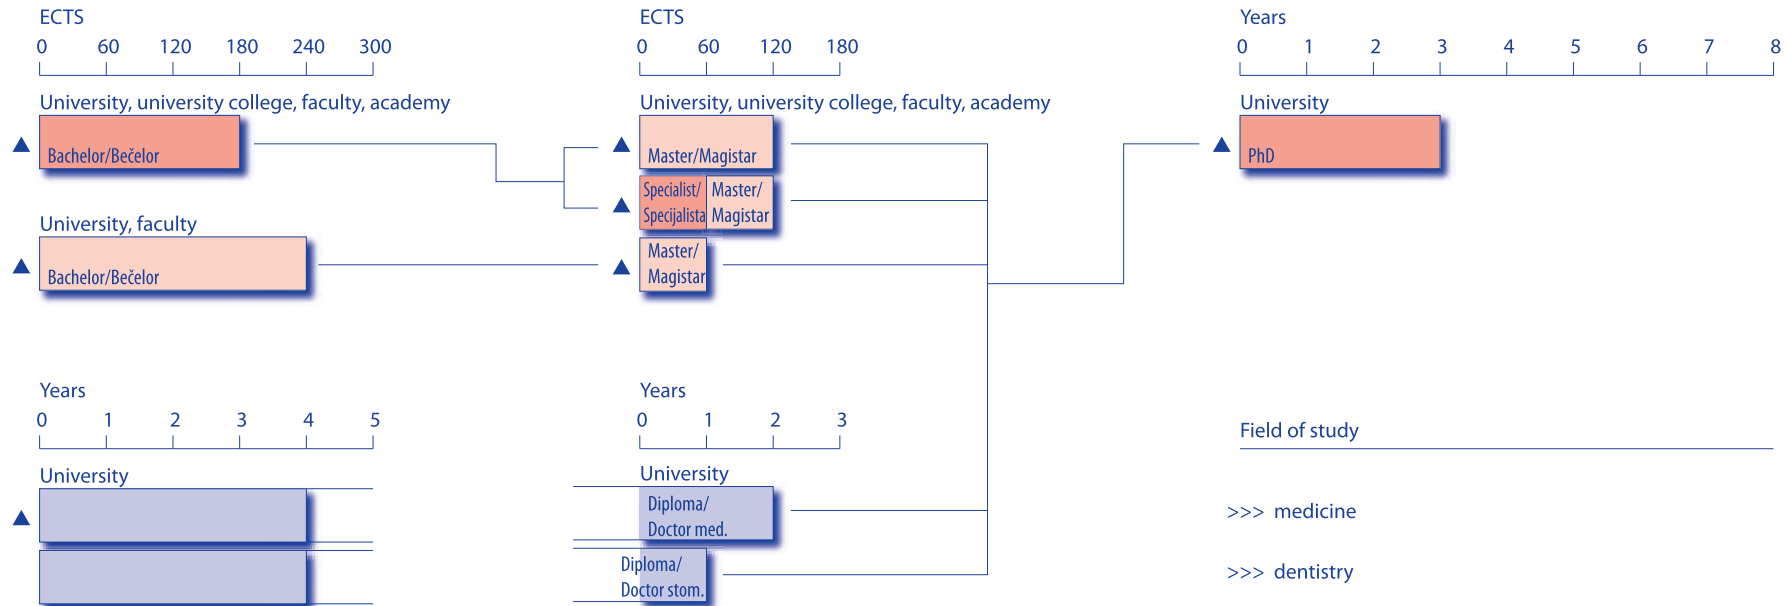 ECTS
0 60 120 180 240 300
ECTS
0 60 120 180
Years
0 1 2 3 4 5 6 7 8
University, university college, faculty, academy
Bachelor/Bečelor
University, faculty
Bachelor/Bečelor
University, university college, faculty, academy
Master/Magistar
Specialist/
Specijalista
Master/
Magistar
Master/
Magistar
University
PhD
Years
0 1 2 3 4 5
University
Years
0 1 2 3
University
Diploma/
Doctor med.
Diploma/
Doctor stom.
Field of study
>>> medicine
>>> dentistry